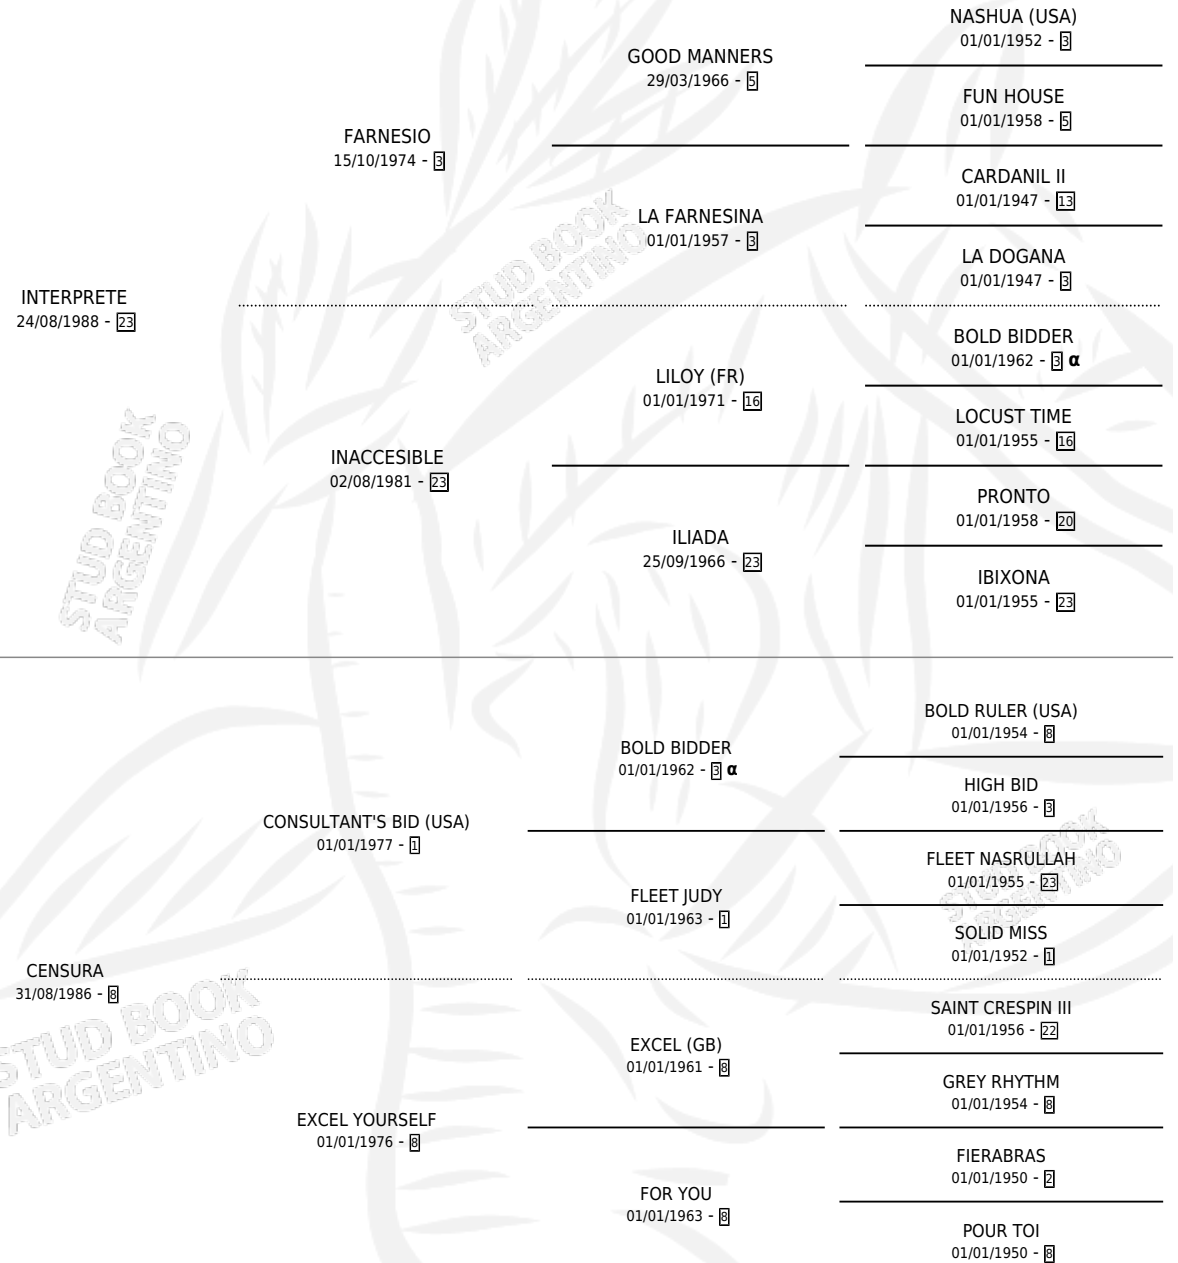 NASHUA (USA)
01/01/1952 - 3
GOOD MANNERS
29/03/1966 - 5
FUN HOUSE
01/01/1958 - 5
FARNESIO
15/10/1974 - 3
CARDANIL II
01/01/1947 - 13
LA FARNESINA
01/01/1957 - 3
LA DOGANA
01/01/1947 - 3
INTERPRETE
24/08/1988 - 23
BOLD BIDDER
01/01/1962 - 3 α
LILOY (FR)
01/01/1971 - 16
LOCUST TIME
01/01/1955 - 16
INACCESIBLE
02/08/1981 - 23
PRONTO
01/01/1958 - 20
ILIADA
25/09/1966 - 23
IBIXONA
01/01/1955 - 23
STUD BOOK
ARGENTINO
STUD BOOK
ARGENTINO
BOLD RULER (USA)
01/01/1954 - 8
BOLD BIDDER
01/01/1962 - 3 α
HIGH BID
01/01/1956 - 3
CONSULTANT'S BID (USA)
01/01/1977 - 1
FLEET NASRULLAH
01/01/1955 - 23
FLEET JUDY
01/01/1963 - 1
SOLID MISS
01/01/1952 - 1
CENSURA
31/08/1986 - 8
SAINT CRESPIN III
01/01/1956 - 22
EXCEL (GB)
01/01/1961 - 8
GREY RHYTHM
01/01/1954 - 8
EXCEL YOURSELF
01/01/1976 - 8
FIERABRAS
01/01/1950 - 2
FOR YOU
01/01/1963 - 8
POUR TOI
01/01/1950 - 8
STUD BOOK
ARGENTINO
STUD BOOK
ARGENTINO